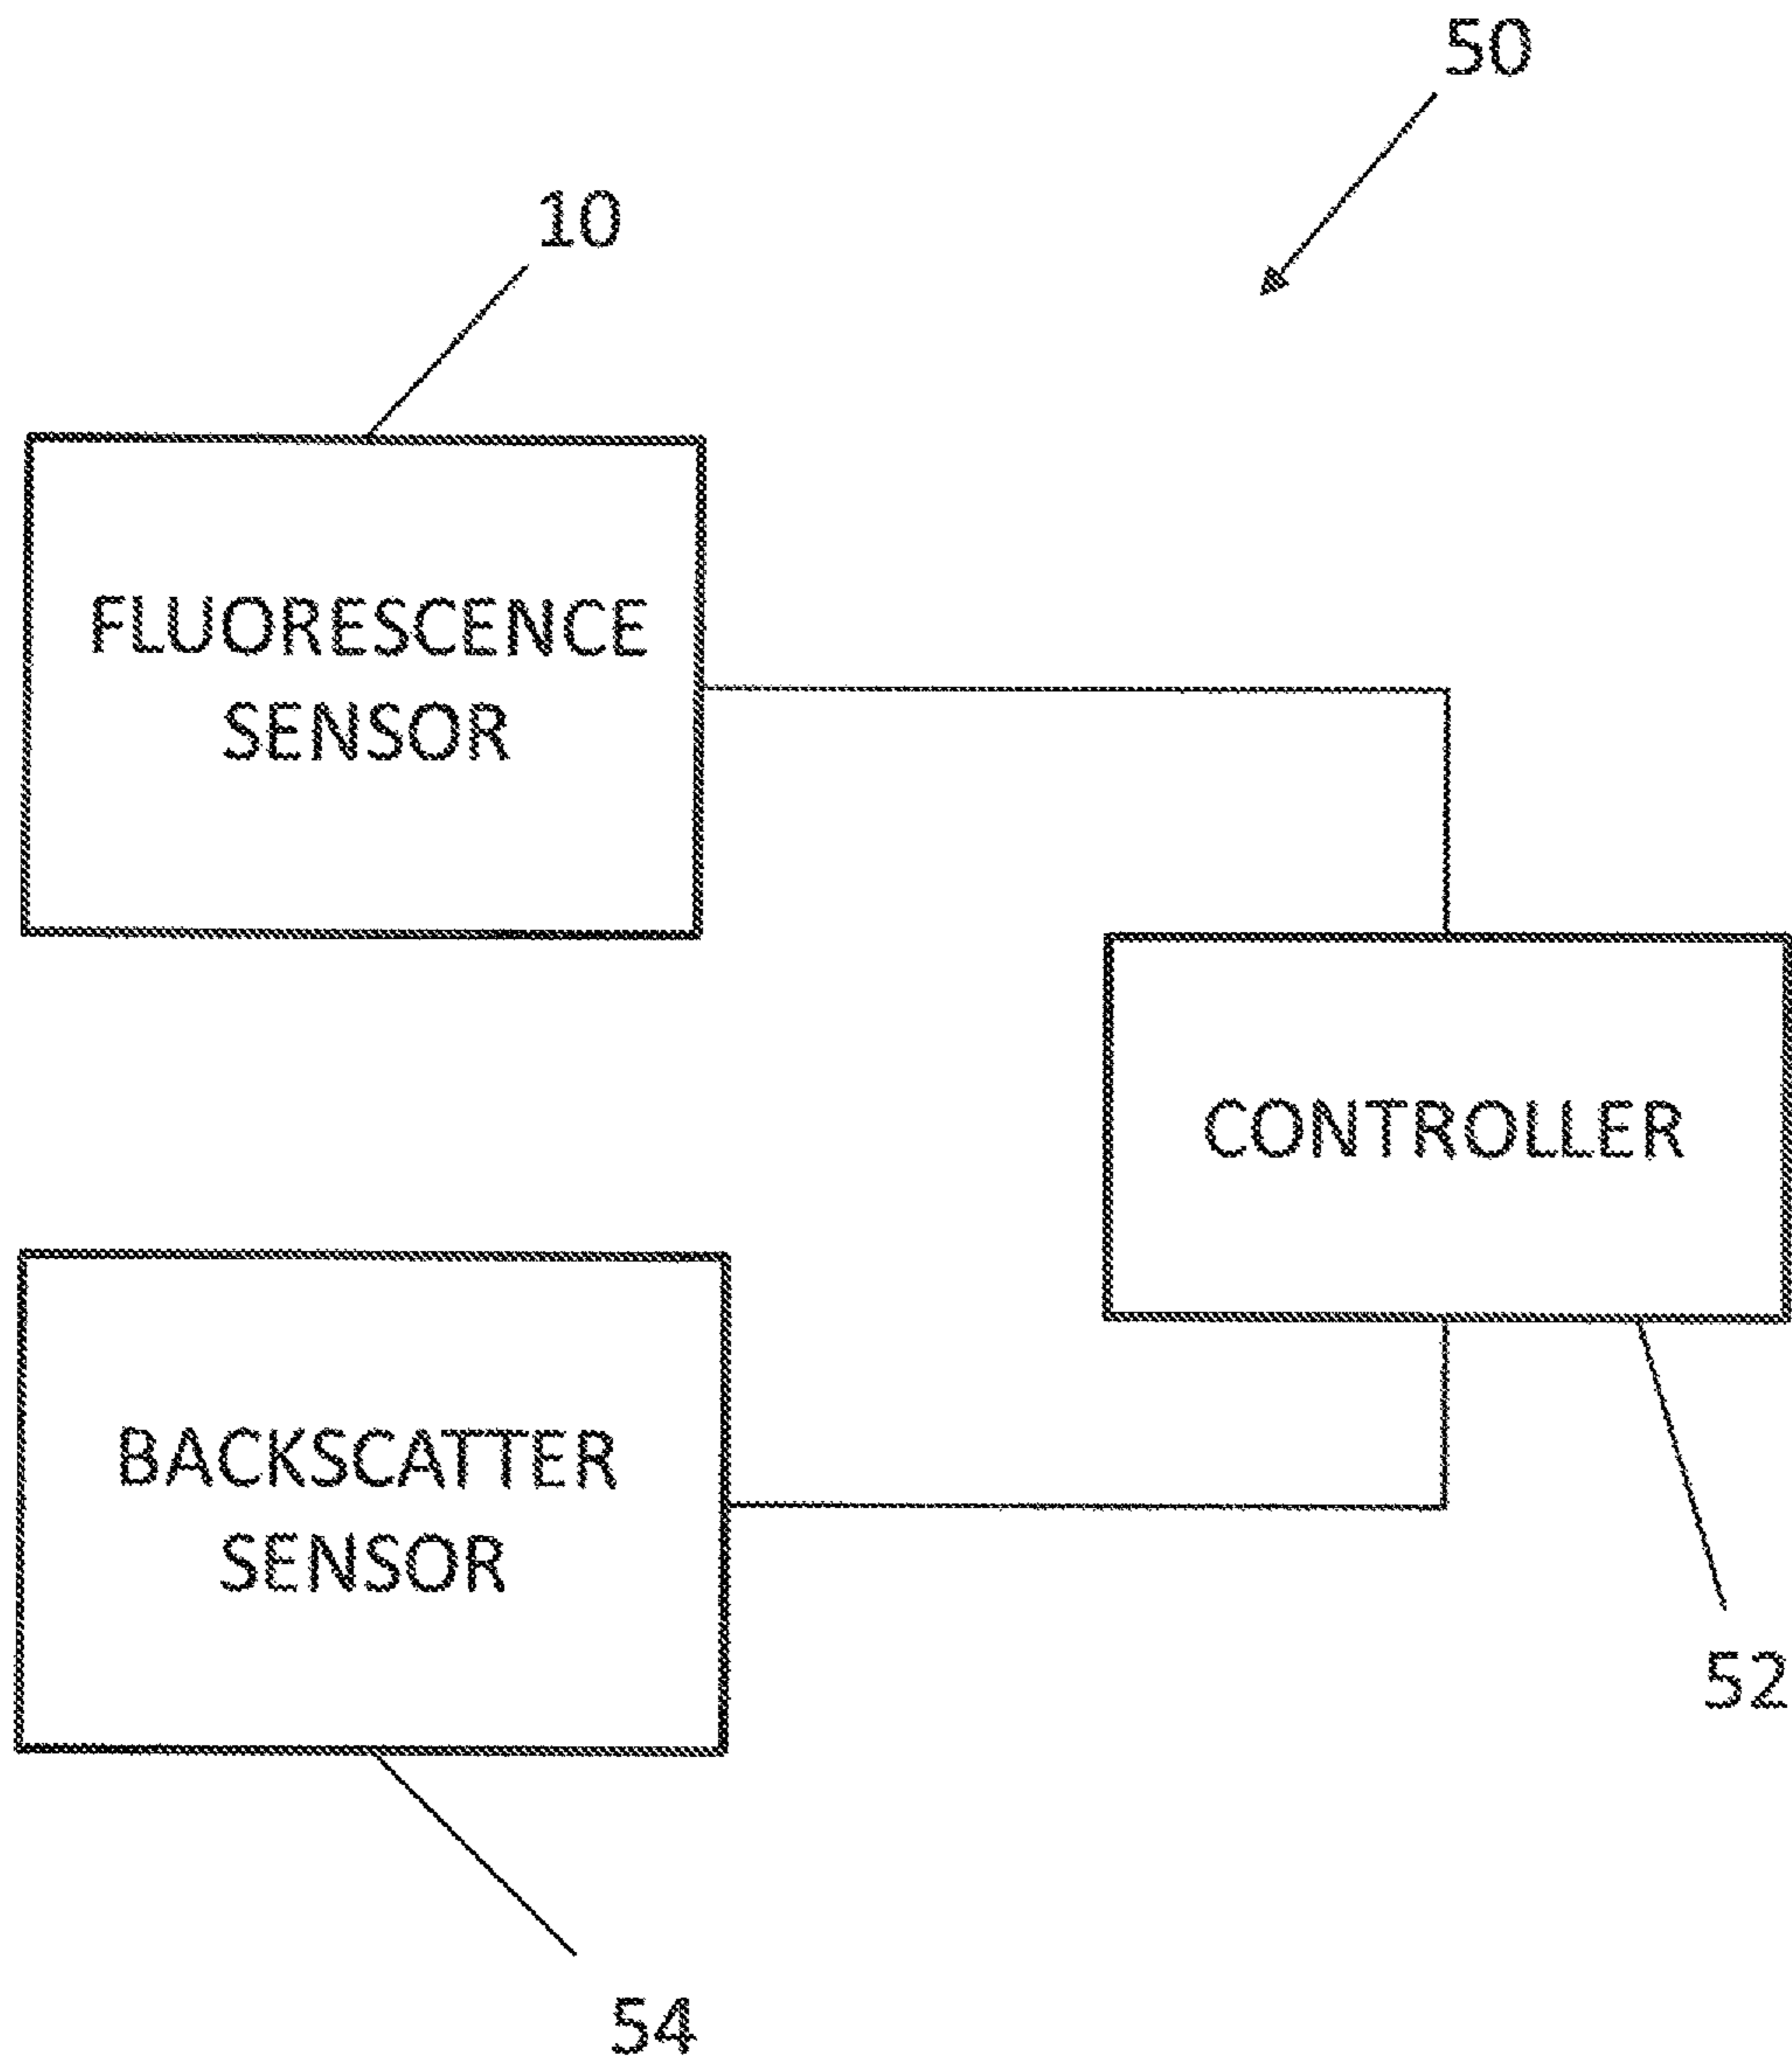 50
10
FLUORESCENCE
SENSOR
CONTROLLER
BACKSCATTER
SENSOR
52
54